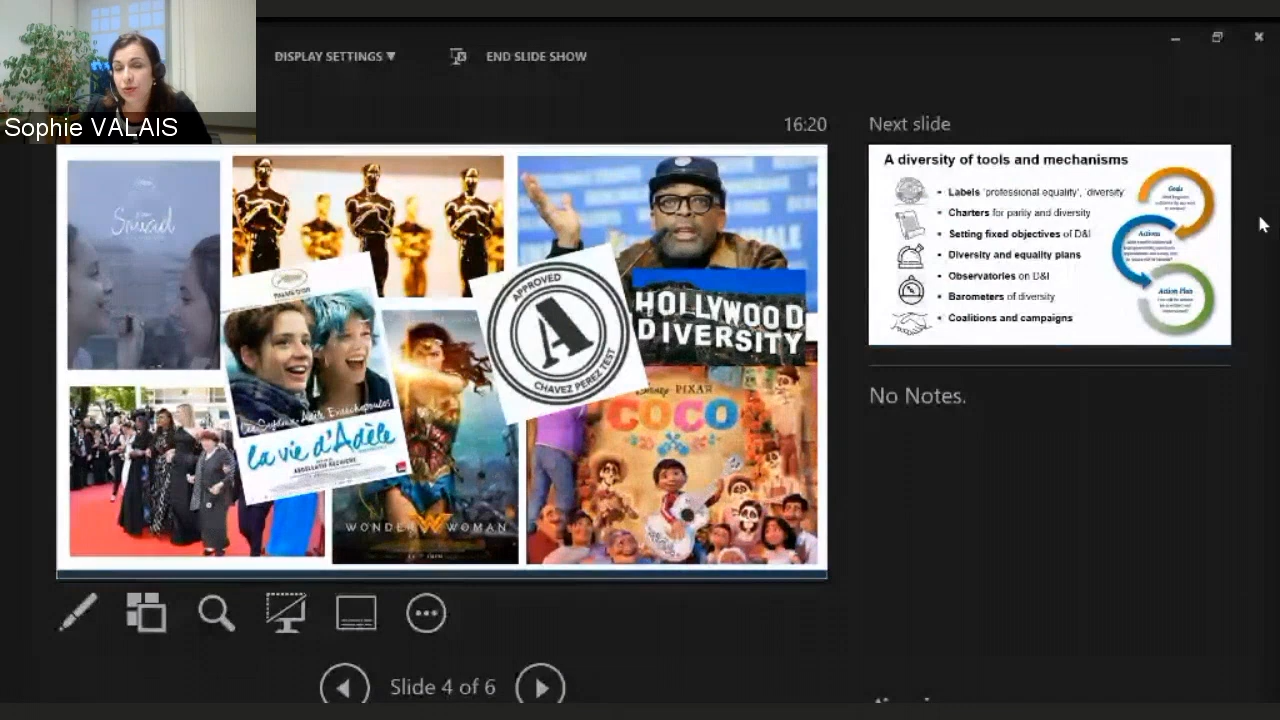 DISPLAY SETTINGS ▼
END SLIDE SHOW
Sophie VALAIS
16:20
Next slide
Souad
APPROVED
A
CHAVEZ PEREZ TEST
HOLLYWOOD
DIVERSITY
la vie d'Adèle
WONDER WOMAN
Disney PIXAR
COCO
A diversity of tools and mechanisms
• Labels 'professional equality', 'diversity'
• Charters for parity and diversity
• Setting fixed objectives of D&I
• Diversity and equality plans
• Observatories on D&I
• Barometers of diversity
• Coalitions and campaigns
Goals
Actions
Action Plan
No Notes.
Slide 4 of 6